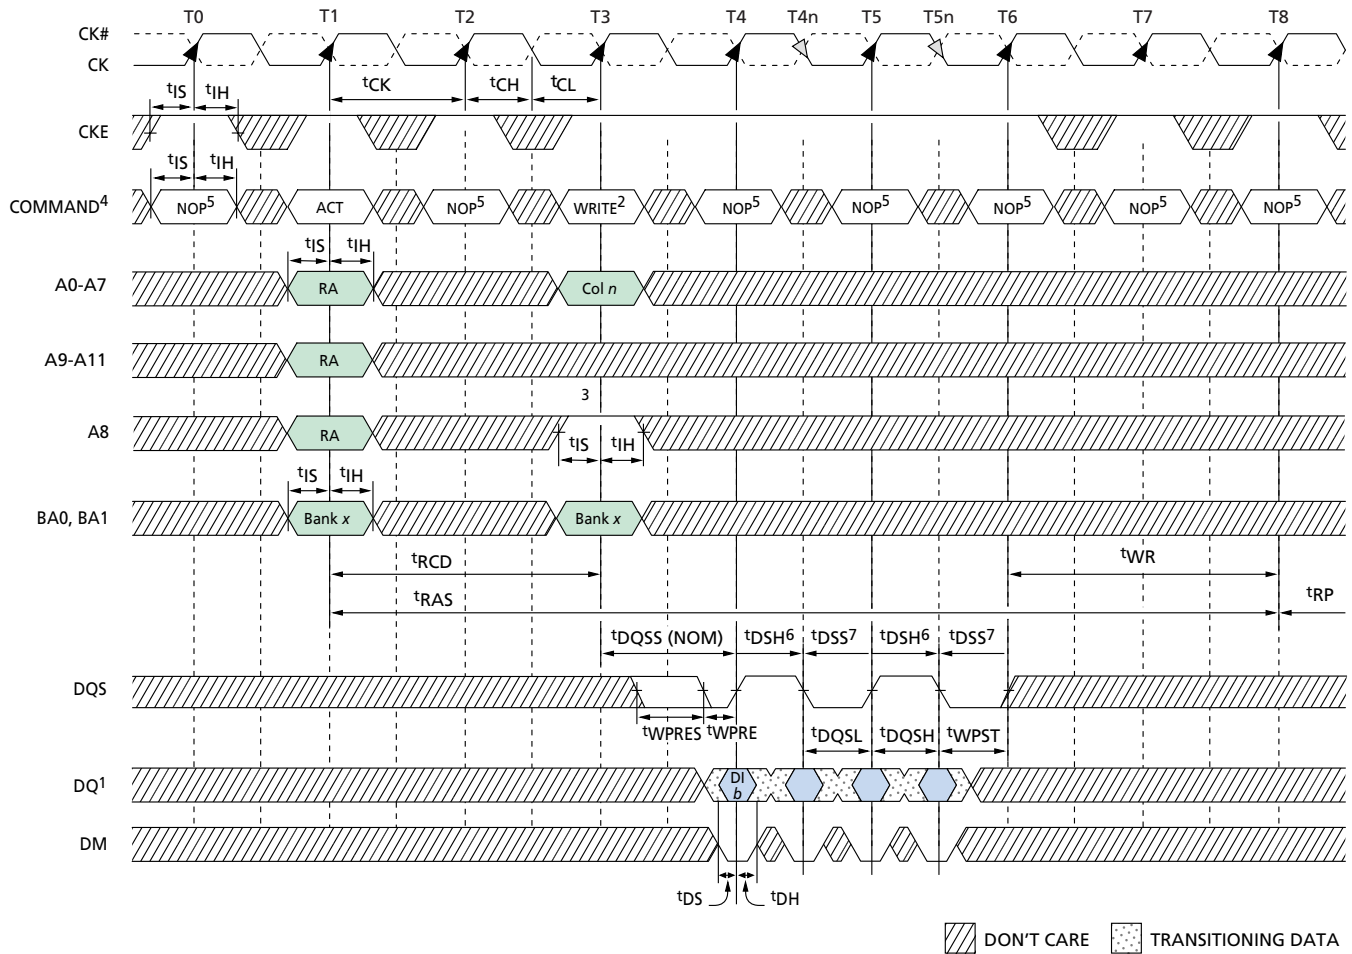 T0 T1 T2 T3 T4 T4n T5 T5n T6 T7 T8
CK#
CK
tCK tCH tCL
tIS tIH
CKE
tIS tIH
COMMAND4 NOP5 ACT NOP5 WRITE2 NOP5 NOP5 NOP5 NOP5 NOP5
tIS tIH
A0-A7 RA Col n
A9-A11 RA
3
A8 RA
tIS tIH
tIS tIH
BA0, BA1 Bank x Bank x
tRCD tWR
tRAS tRP
tDQSS (NOM) tDSH6 tDSS7 tDSH6 tDSS7
DQS
tWPRES tWPRE tDQSL tDQSH tWPST
DQ1 DI
b
DM
tDS tDH
DON'T CARE TRANSITIONING DATA